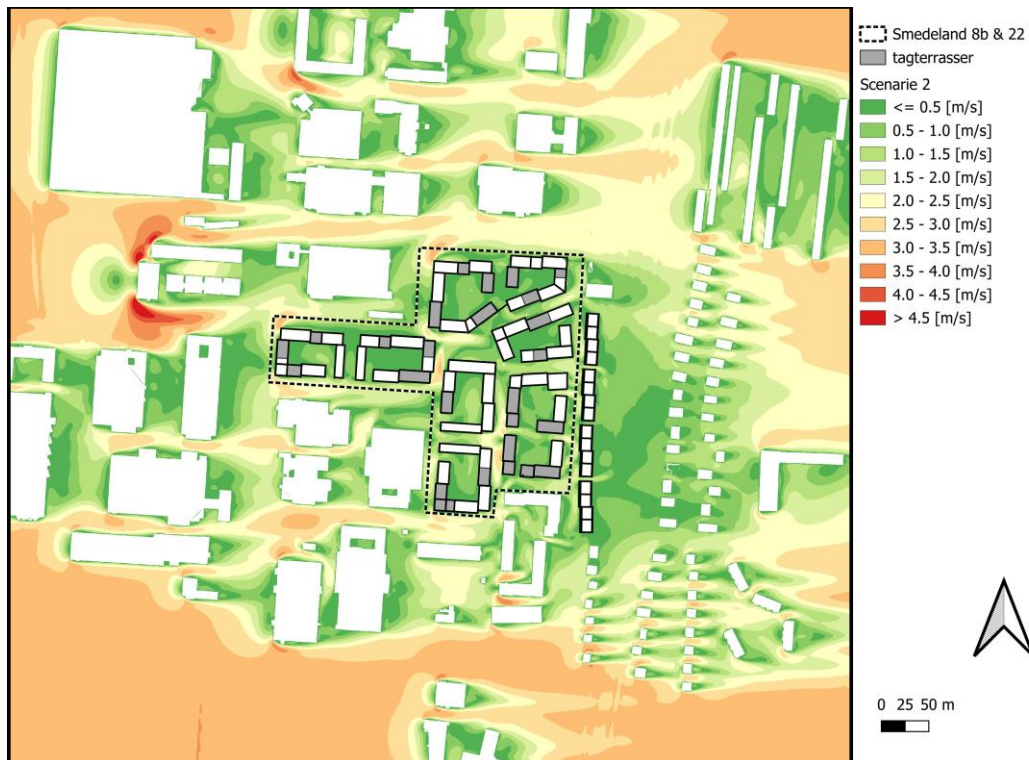 Smedeland 8b & 22
tagterrasser
Scenarie 2
<= 0.5 [m/s]
0.5 - 1.0 [m/s]
1.0 - 1.5 [m/s]
1.5 - 2.0 [m/s]
2.0 - 2.5 [m/s]
2.5 - 3.0 [m/s]
3.0 - 3.5 [m/s]
3.5 - 4.0 [m/s]
4.0 - 4.5 [m/s]
> 4.5 [m/s]
0 25 50 m